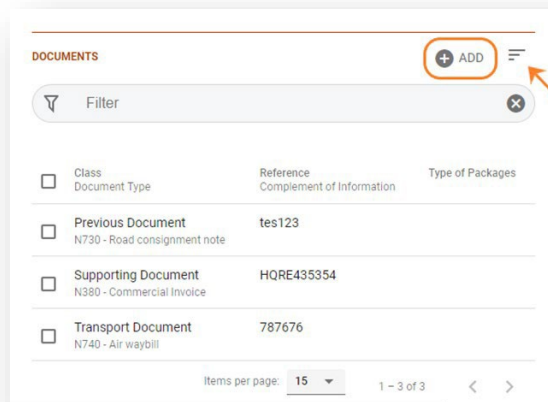 DOCUMENTS
ADD
Filter
Class Reference Type of Packages
Document Type Complement of Information
Previous Document tes123
N730 - Road consignment note
Supporting Document HQRE435354
N380 - Commercial Invoice
Transport Document 787676
N740 - Air waybill
Items per page: 15 1 – 3 of 3